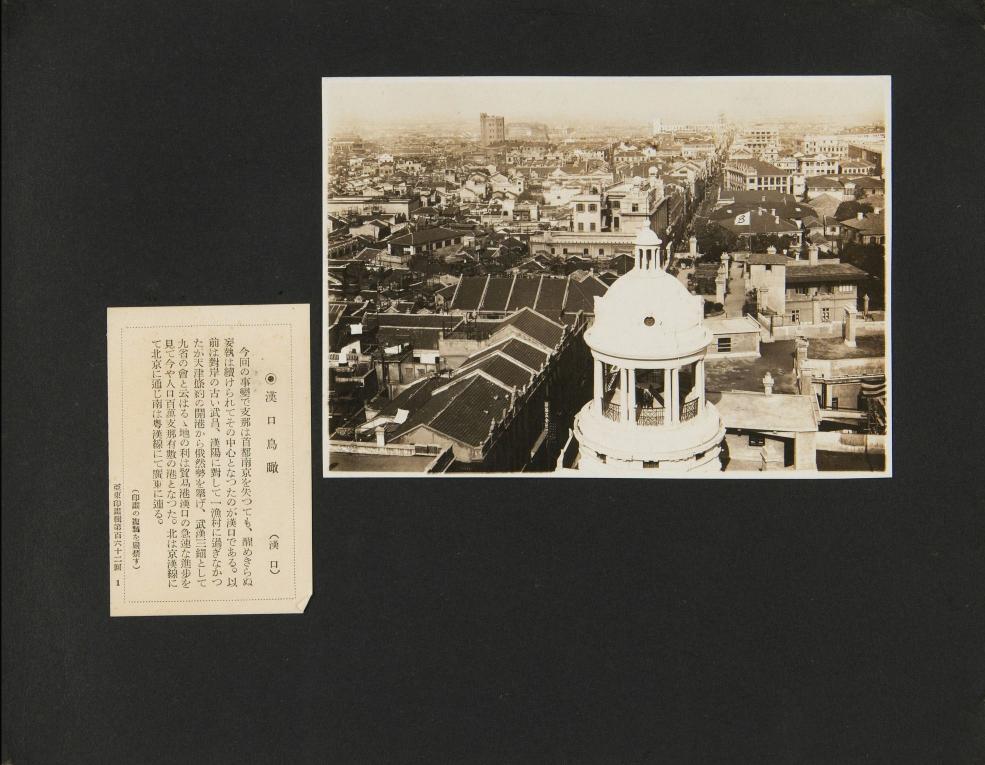 ◉漢口鳥瞰 （漢口）
今回の事變で支那は首都南京を失つても、醒めきらぬ
妄執は續けられてその中心となつたのが漢口である。以
前は對岸の古い武昌、漢陽に對して一漁村に過ぎなかつ
たが天津條約の開港から俄然勢を擧げ、武漢三鎭として
九省の會と云はるゝ地の利は貿易港漢口の急速な進步を
見て今や人口百萬支那有數の港となつた。北は京漢線に
て北京に通じ南は粤漢線にて廣東に連る。
（印畫の複製を嚴禁す）
亞東印畫輯第百六十二回 1
8